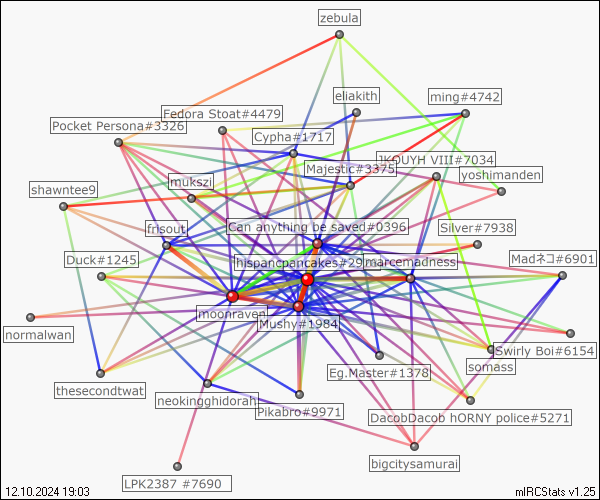 zebula
eliakith
ming#4742
Fedora Stoat#4479
Pocket Persona#3326
Cypha#1717
JKOUYH VIII#7034
Majestic#3375
yoshimanden
mukszi
shawntee9
Can anything be saved#0396
Silver#7938
frisout
Duck#1245
hispancpancakes#29
marcemadness
Madネコ#6901
moonraven
Mushy#1984
normalwan
Swirly Boi#6154
somass
Eg.Master#1378
thesecondtwat
neokingghidorah
Pikabro#9971
DacobDacob hORNY police#5271
bigcitysamurai
LPK2387 #7690
12.10.2024 19:03
mIRCStats v1.25